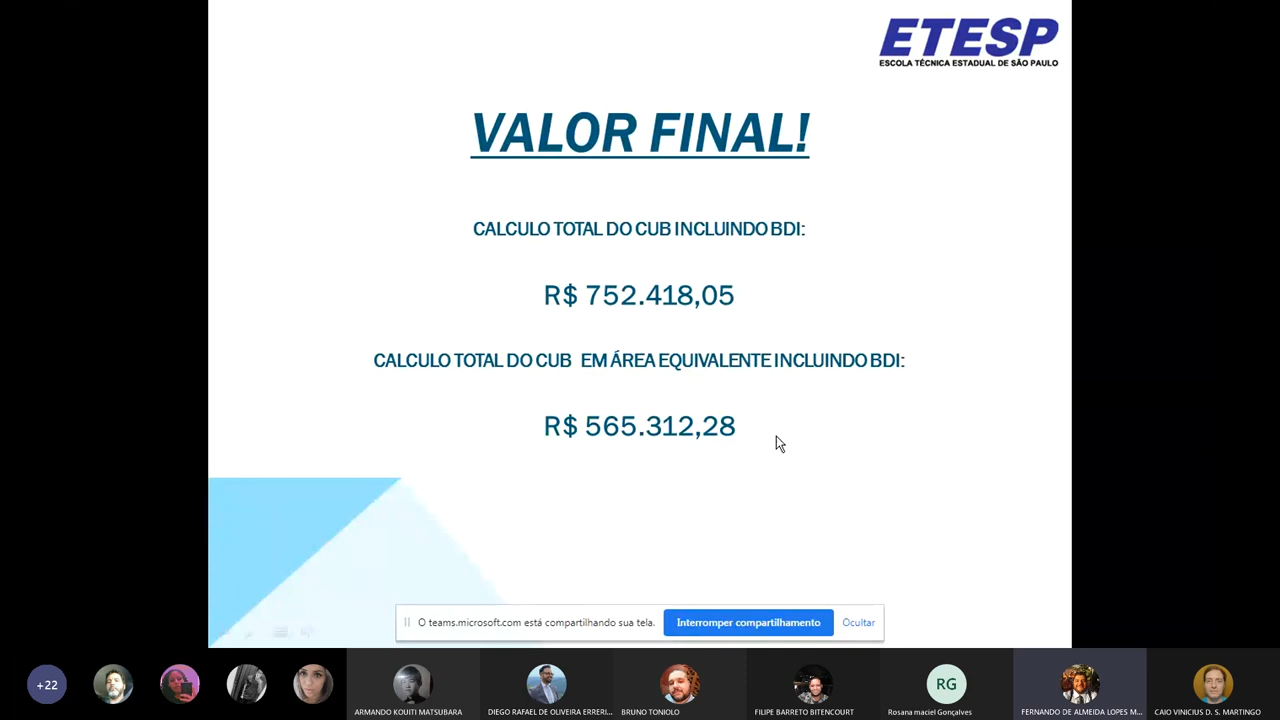 ETESP
ESCOLA TÉCNICA ESTADUAL DE SÃO PAULO
VALOR FINAL!
CALCULO TOTAL DO CUB INCLUINDO BDI:
R$ 752.418,05
CALCULO TOTAL DO CUB EM ÁREA EQUIVALENTE INCLUINDO BDI:
R$ 565.312,28
O teams.microsoft.com está compartilhando sua tela.
Interromper compartilhamento
Ocultar
+22
RG
ARMANDO KOUITI MATSUBARA
DIEGO RAFAEL DE OLIVEIRA ERRERI...
BRUNO TONIOLO
FILIPE BARRETO BITENCOURT
Rosana maciel Gonçalves
FERNANDO DE ALMEIDA LOPES M...
CAIO VINICIUS D. S. MARTINGO